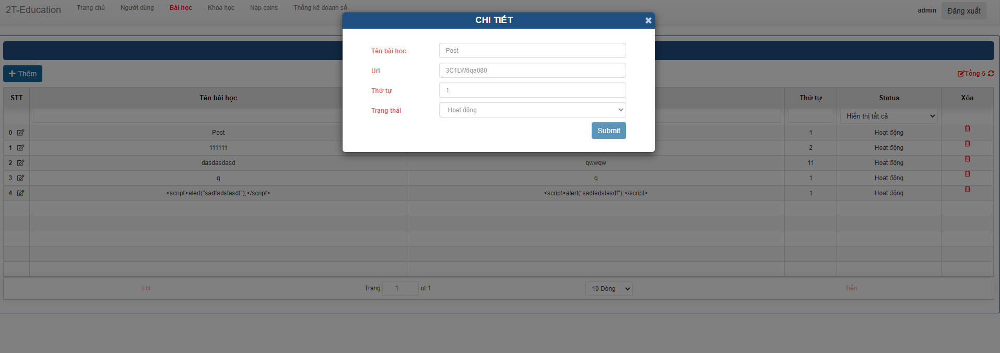 2T-Education Trang chủ Người dùng Bài học Khóa học Nạp coins Thống kê doanh số admin Đăng xuất
CHI TIẾT
Tên bài học Post
Url 3C1LW6qa080
Thứ tự 1
Trạng thái Hoạt động
Submit
Thêm Tổng 5
STT Tên bài học Thứ tự Status Xóa
Hiển thị tất cả
0 Post 1 Hoạt động
1 111111 2 Hoạt động
2 dasdasdasd qwwqw 11 Hoạt động
3 q q 1 Hoạt động
4 <script>alert("sadfadsfasdf");</script> <script>alert("sadfadsfasdf");</script> 1 Hoạt động
Lùi Trang 1 of 1 10 Dòng Tiến